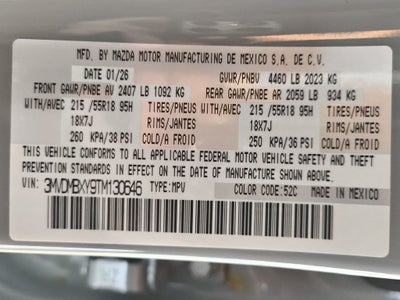 MFD. BY MAZDA MOTOR MANUFACTURING DE MEXICO S.A. DE C.V.
DATE 01/26 GVWR/PNBV 4460 LB 2023 KG
FRONT GAWR/PNBE AV 2407 LB 1092 KG REAR GAWR/PNBE AR 2059 LB 934 KG
WITH/AVEC 215 /55R18 95H TIRES/PNEUS WITH/AVEC 215 /55R18 95H TIRES/PNEUS
18X7J RIMS/JANTES 18X7J RIMS/JANTES
260 KPA/38 PSI COLD/A FROID 250 KPA/36 PSI COLD/A FROID
THIS VEHICLE CONFORMS TO ALL APPLICABLE FEDERAL MOTOR VEHICLE SAFETY AND THEFT
PREVENTION STANDARDS IN EFFECT ON THE DATE OF MANUFACTURE SHOWN ABOVE.
VIN: 3MVDMBXY9TM130646 TYPE: MPV COLOR CODE: 52C MADE IN MEXICO